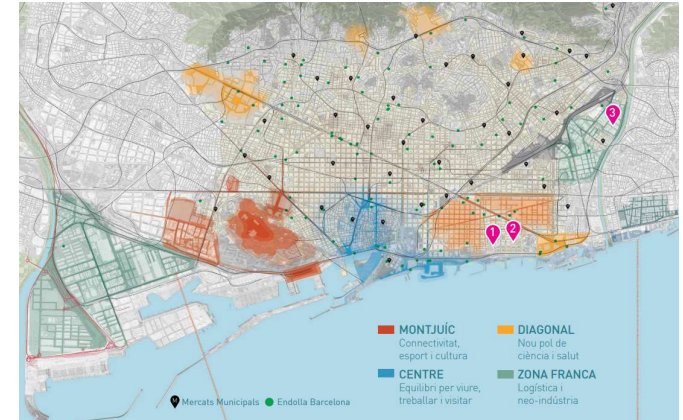 3
1
2
MONTJUÏC
Connectivitat,
esport i cultura
DIAGONAL
Nou pol de
ciència i salut
CENTRE
Equilibri per viure,
treballar i visitar
ZONA FRANCA
Logística i
neo-indústria
M Mercats Municipals
Endolla Barcelona